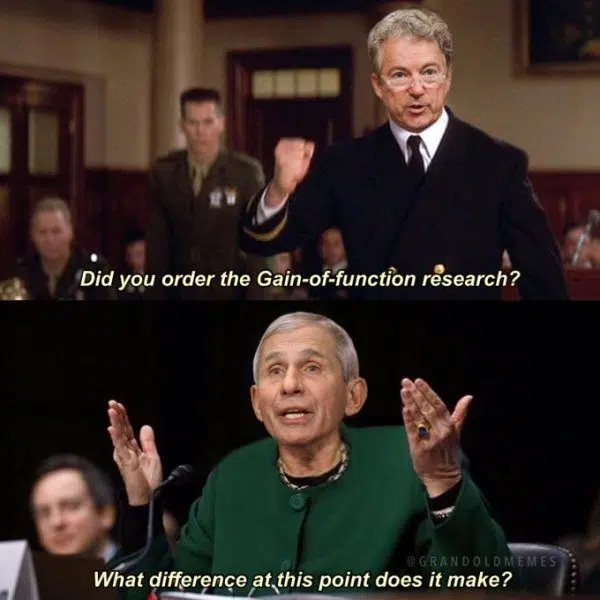 Did you order the Gain-of-function research?
@GRANDOLDMEMES
What difference at this point does it make?